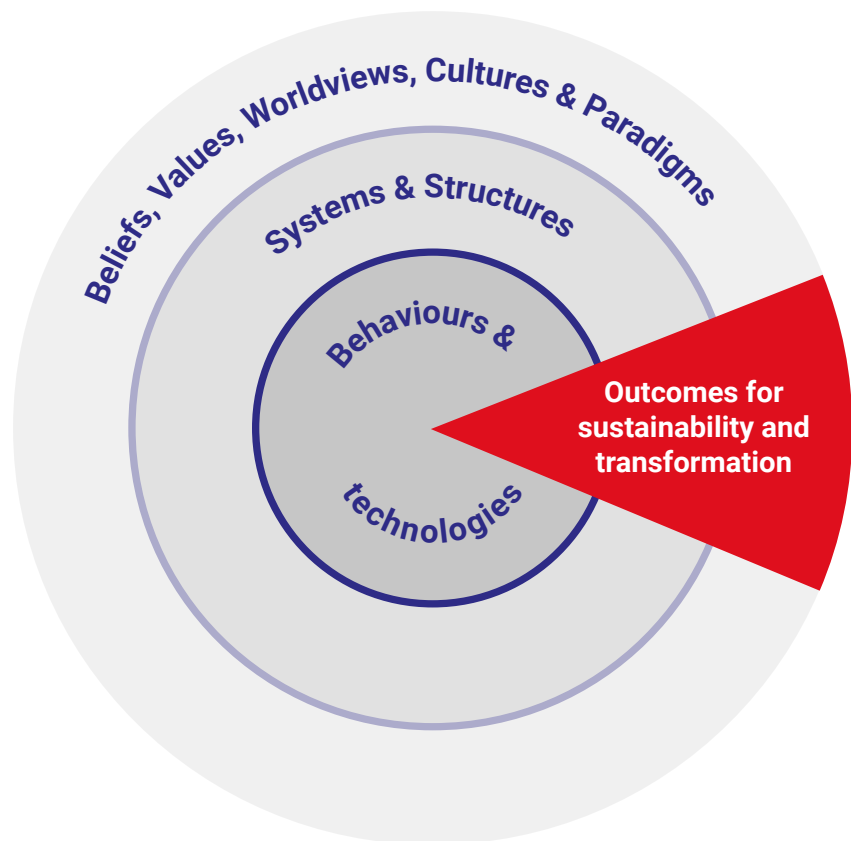 Beliefs, Values, Worldviews, Cultures & Paradigms
Systems & Structures
Behaviours &
technologies
Outcomes for
sustainability and
transformation